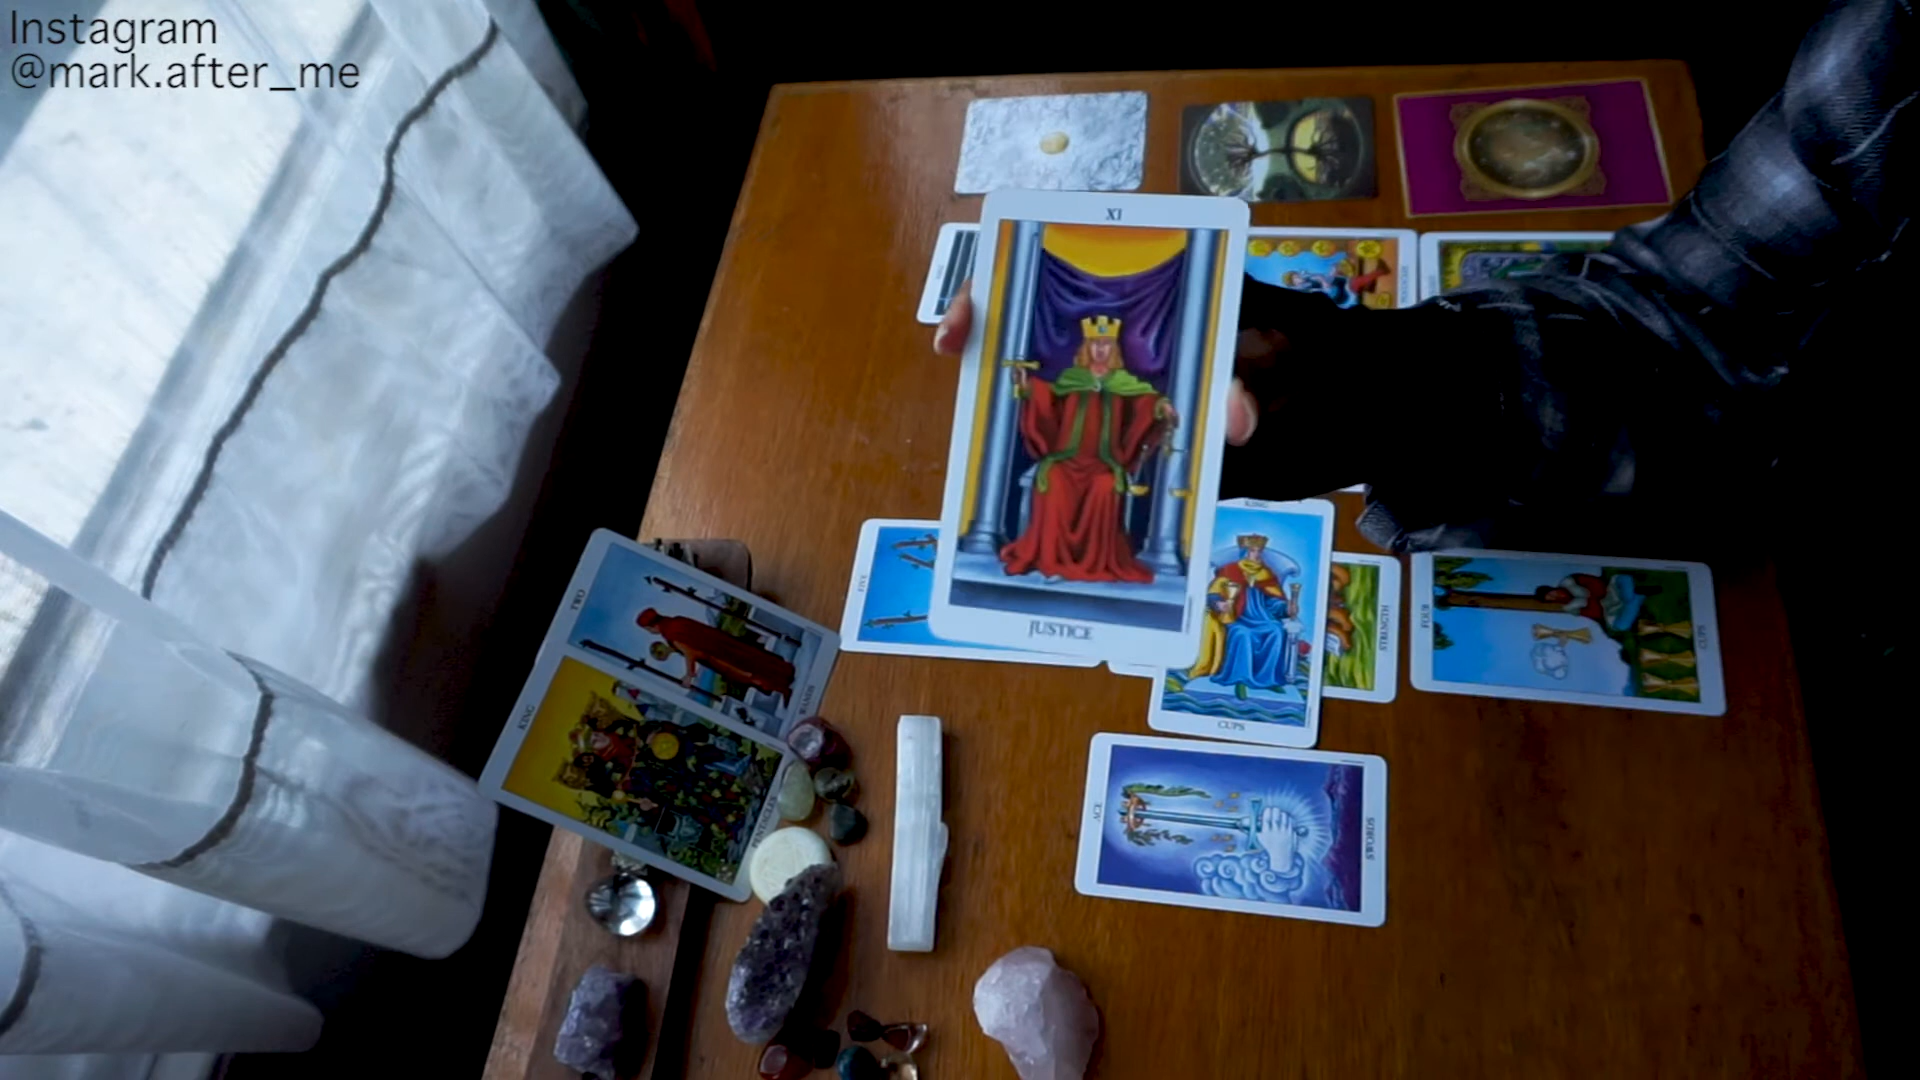 Instagram
@mark.after_me
XI
JUSTICE
KING
CUPS
FIVE
STRENGTH
FOUR
CUPS
TWO
WANDS
KING
PENTACLES
ACE
SWORDS